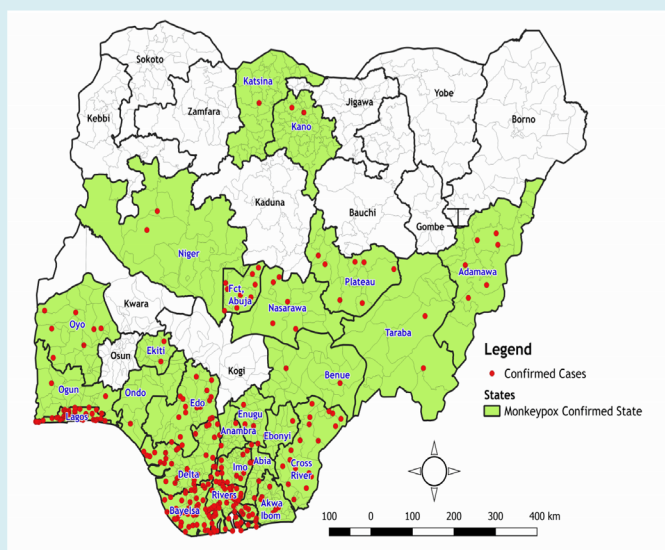 Sokoto
Katsina
Yobe
Jigawa
Borno
Zamfara
Kebbi
Kano
Kaduna
Bauchi
Gombe
Niger
Adamawa
Plateau
Fct,
Abuja
Nasarawa
Kwara
Taraba
Oyo
Ekiti
Osun
Kogi
Benue
Ogun
Ondo
Edo
Enugu
Lagos
Anambra
Ebonyi
Abia
Imo
Cross
River
Delta
Rivers
Bayelsa
Akwa
Ibom
Legend
Confirmed Cases
States
Monkeypox Confirmed State
100 0 100 200 300 400 km